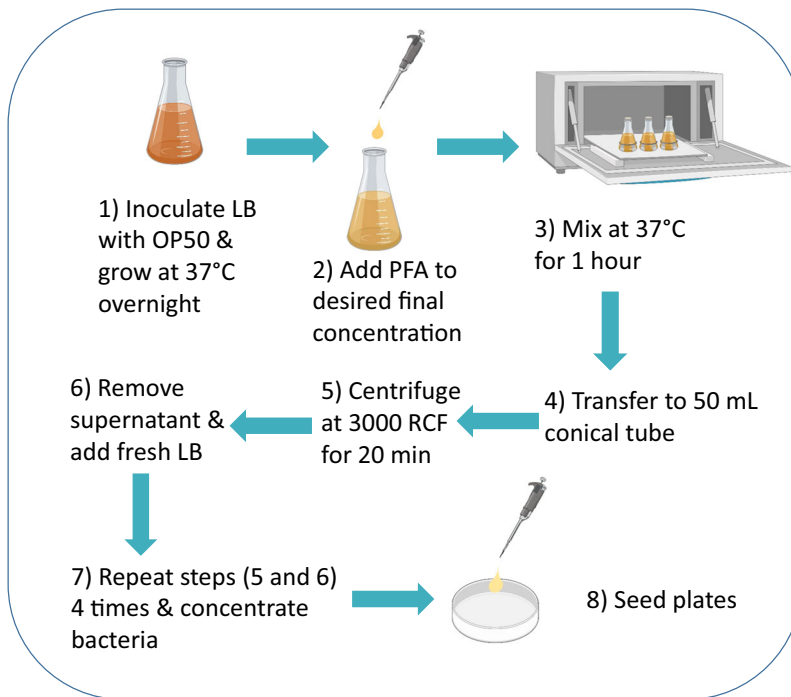 1) Inoculate LB
with OP50 &
grow at 37°C
overnight
2) Add PFA to
desired final
concentration
3) Mix at 37°C
for 1 hour
4) Transfer to 50 mL
conical tube
5) Centrifuge
at 3000 RCF
for 20 min
6) Remove
supernatant &
add fresh LB
7) Repeat steps (5 and 6)
4 times & concentrate
bacteria
8) Seed plates